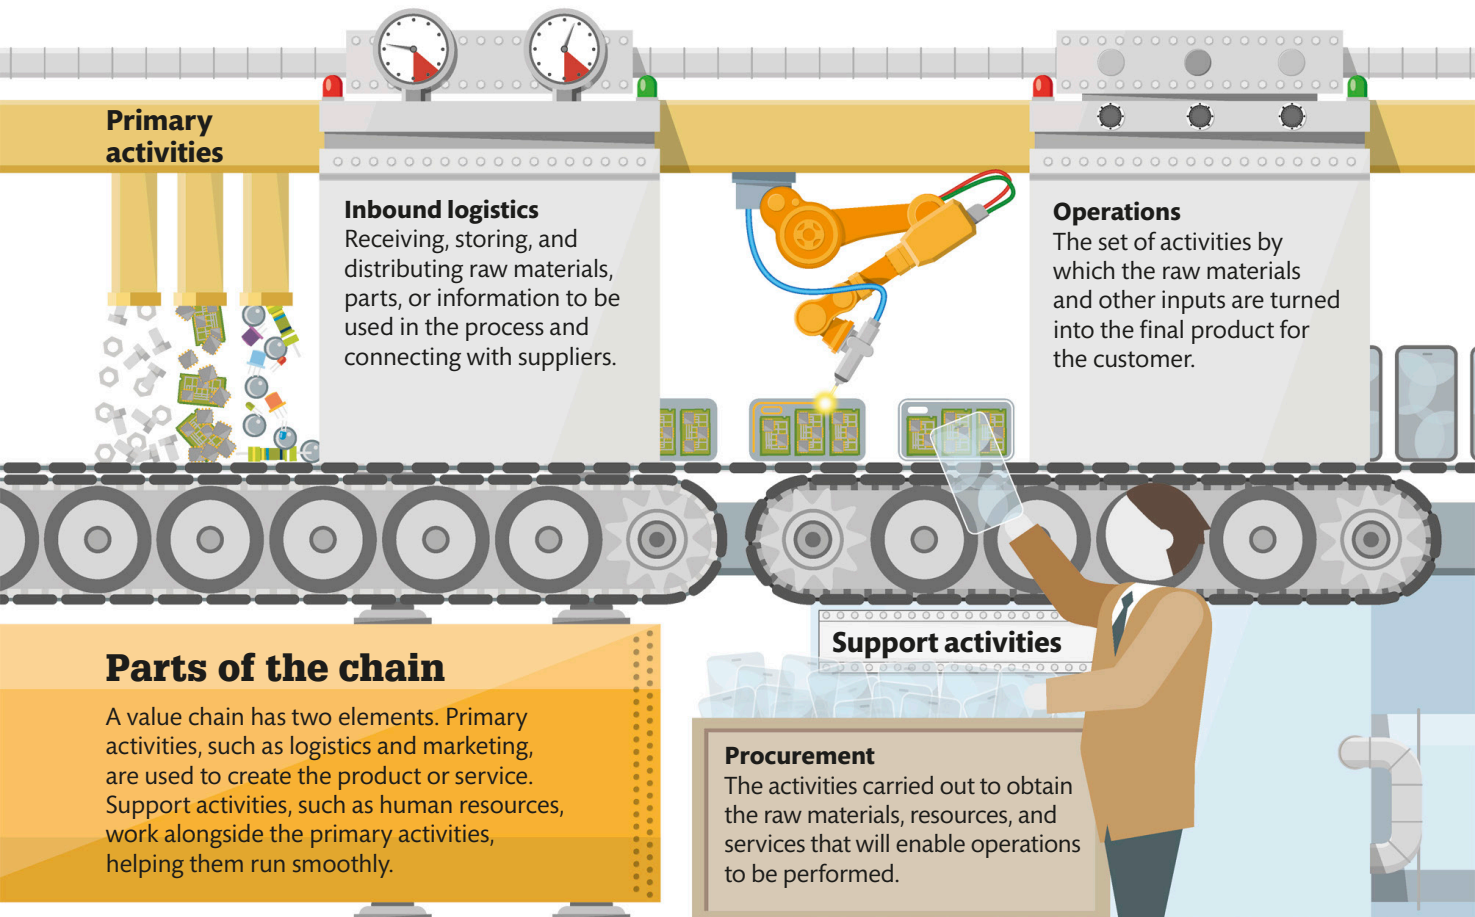 Primary
activities
Inbound logistics
Receiving, storing, and
distributing raw materials,
parts, or information to be
used in the process and
connecting with suppliers.
Operations
The set of activities by
which the raw materials
and other inputs are turned
into the final product for
the customer.
Parts of the chain
A value chain has two elements. Primary
activities, such as logistics and marketing,
are used to create the product or service.
Support activities, such as human resources,
work alongside the primary activities,
helping them run smoothly.
Support activities
Procurement
The activities carried out to obtain
the raw materials, resources, and
services that will enable operations
to be performed.